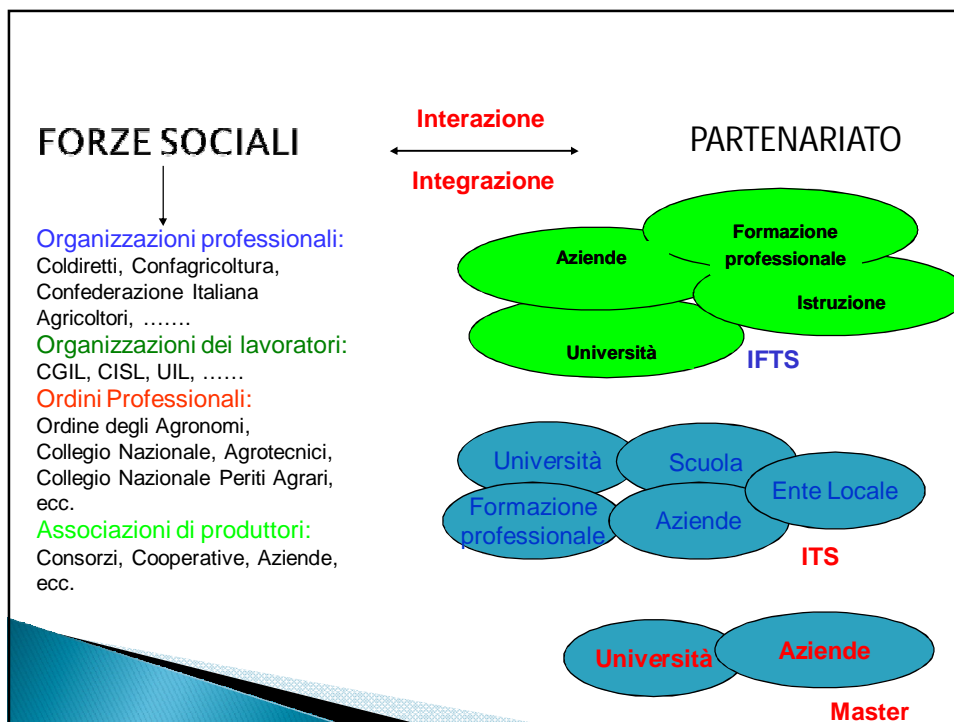 FORZE SOCIALI
Interazione
Integrazione
PARTENARIATO
Organizzazioni professionali:
Coldiretti, Confagricoltura,
Confederazione Italiana
Agricoltori, …….
Organizzazioni dei lavoratori:
CGIL, CISL, UIL, ……
Ordini Professionali:
Ordine degli Agronomi,
Collegio Nazionale, Agrotecnici,
Collegio Nazionale Periti Agrari,
ecc.
Associazioni di produttori:
Consorzi, Cooperative, Aziende,
ecc.
Aziende
Formazione
professionale
Istruzione
Università
IFTS
Università
Scuola
Ente Locale
Formazione
professionale
Aziende
ITS
Università
Aziende
Master